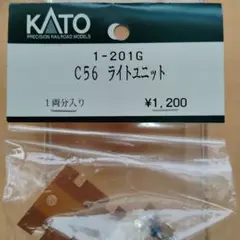 KATO
PRECISION RAILROAD MODELS
1-201G
C56 ライトユニット
1両分入り
¥1,200